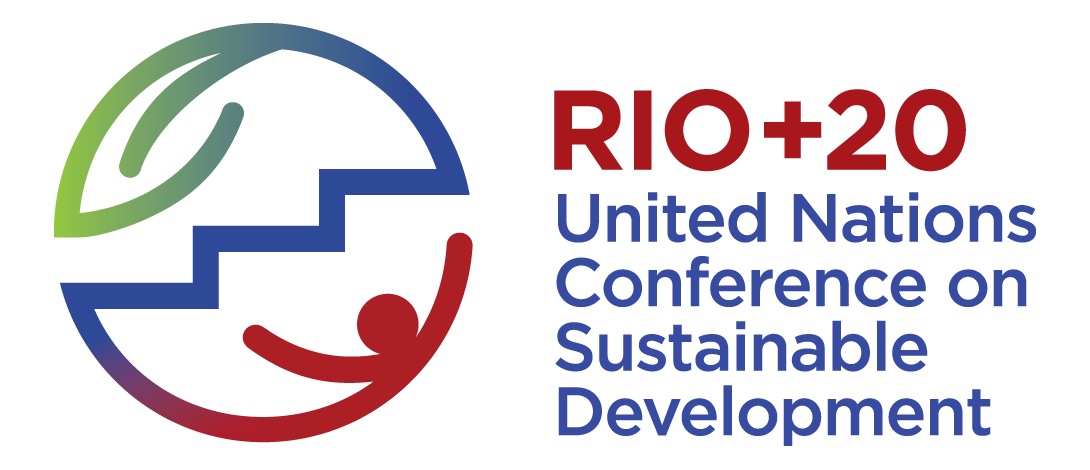 RIO+20
United Nations
Conference on
Sustainable
Development